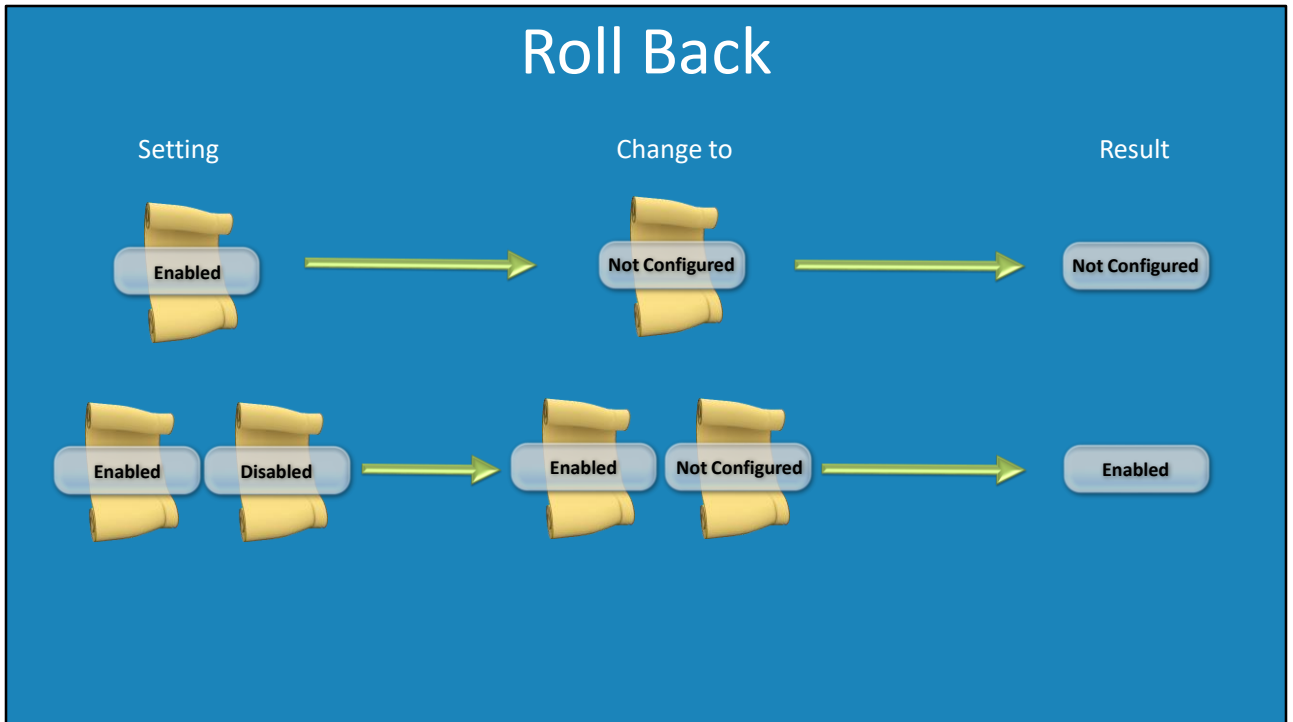 Roll Back
Setting
Change to
Result
Enabled
Not Configured
Not Configured
Enabled
Disabled
Enabled
Not Configured
Enabled